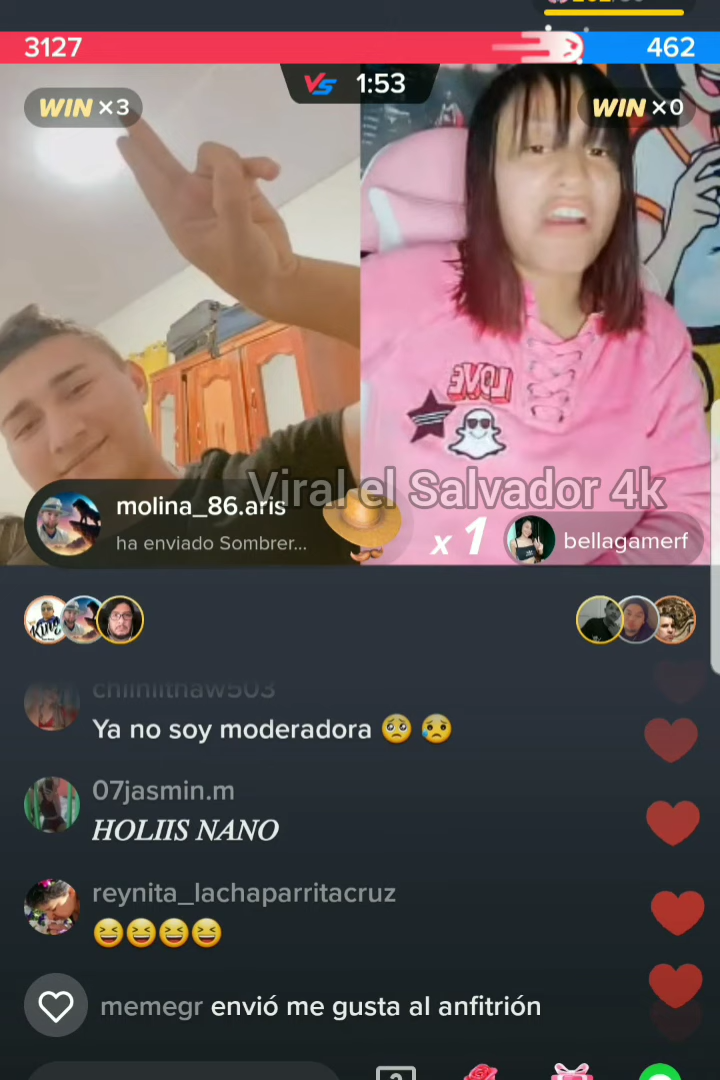 3127
462
VS 1:53
WIN ×3
WIN ×0
LOVE
Viral el Salvador 4k
molina_86.aris
ha enviado Sombrer...
x 1
bellagamerf
Ya no soy moderadora 🥺 😥
07jasmin.m
HOLIIS NANO
reynita_lachaparritacruz
😆😆😆😆
memegr envió me gusta al anfitrión